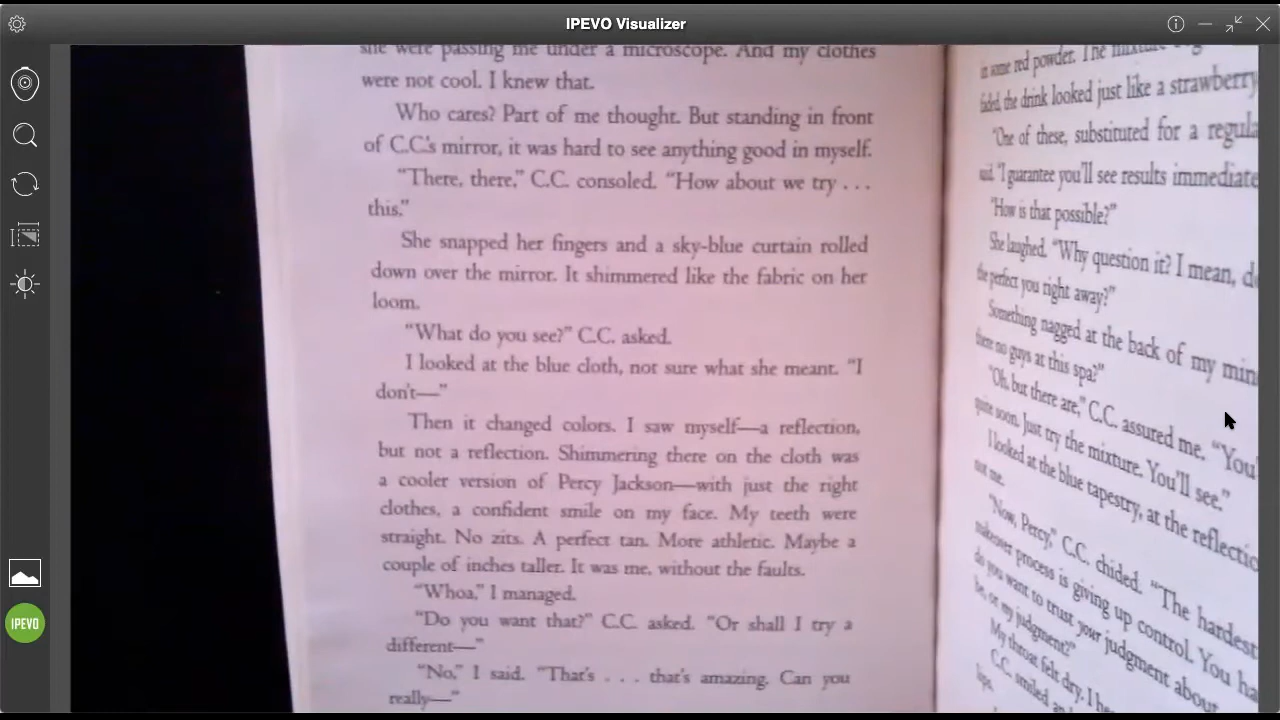 IPEVO Visualizer
she were passing me under a microscope. And my clothes
were not cool. I knew that.
Who cares? Part of me thought. But standing in front
of C.C.'s mirror, it was hard to see anything good in myself.
"There, there," C.C. consoled. "How about we try . . .
this."
She snapped her fingers and a sky-blue curtain rolled
down over the mirror. It shimmered like the fabric on her
loom.
"What do you see?" C.C. asked.
I looked at the blue cloth, not sure what she meant. "I
don't—"
Then it changed colors. I saw myself—a reflection,
but not a reflection. Shimmering there on the cloth was
a cooler version of Percy Jackson—with just the right
clothes, a confident smile on my face. My teeth were
straight. No zits. A perfect tan. More athletic. Maybe a
couple of inches taller. It was me, without the faults.
"Whoa," I managed.
"Do you want that?" C.C. asked. "Or shall I try a
different—"
"No," I said. "That's . . . that's amazing. Can you
really—"
in some red powder. The
faded, the drink looked just like a strawberry
"One of these, substituted for a
said. "I guarantee you'll see results
"How is that possible?"
She laughed. "Why question it? I mean,
the perfect you right away?"
Something nagged at the back of my
there no guys at this spa?"
"Oh, but there are," C.C. assured me.
quite soon. Just try the mixture. You'll see."
I looked at the blue tapestry, at the
not me.
"Now, Percy," C.C. chided. "The hardest
makeover process is giving up control. You
do you want to trust your judgment about
be, or my judgment?"
My throat felt dry. I
C.C. smiled
lips.
IPEVO